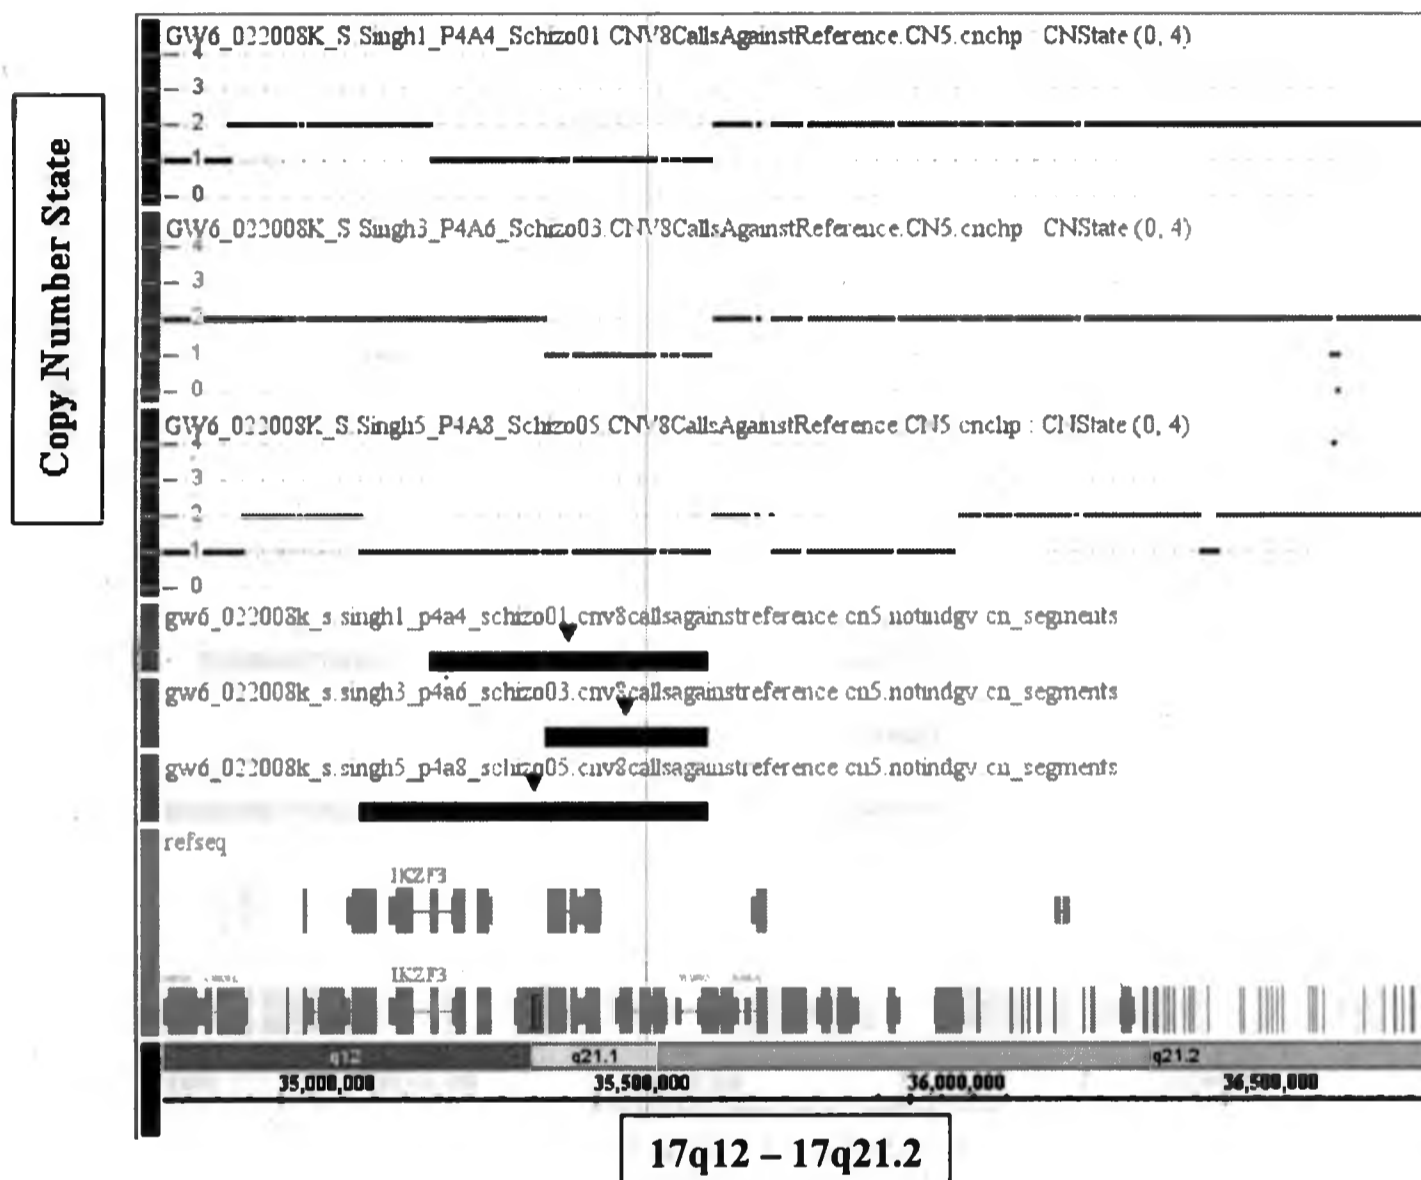 Copy Number State
GW6_022008K_S.Singh1_P4A4_Schizo01.CNV8CallsAgainstReference.CN5.cnchp : CNState (0, 4)
4
3
2
1
0
GW6_022008K_S.Singh3_P4A6_Schizo03.CNV8CallsAgainstReference.CN5.cnchp : CNState (0, 4)
4
3
2
1
0
GW6_022008K_S.Singh5_P4A8_Schizo05.CNV8CallsAgainstReference.CN5.cnchp : CNState (0, 4)
4
3
2
1
0
gw6_022008k_s.singh1_p4a4_schizo01.cnv8callsagainstreference.cn5.notindgv.cn_segments
gw6_022008k_s.singh3_p4a6_schizo03.cnv8callsagainstreference.cn5.notindgv.cn_segments
gw6_022008k_s.singh5_p4a8_schizo05.cnv8callsagainstreference.cn5.notindgv.cn_segments
refseq
IKZF3
IKZF3
q12 q21.1 q21.2
35,000,000 35,500,000 36,000,000 36,500,000
17q12 – 17q21.2